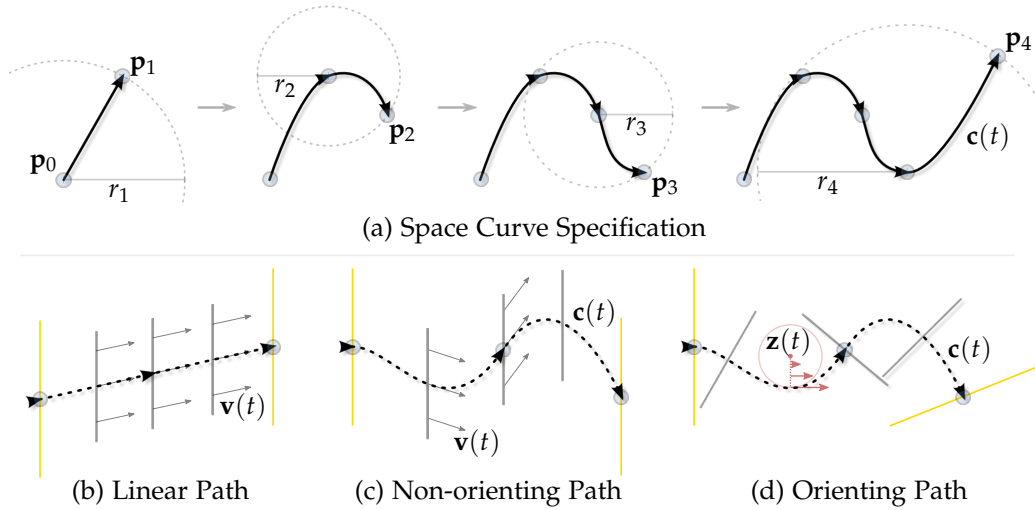 p₁
p₀
r₁
r₂
p₂
r₃
p₃
p₄
c(t)
r₄
(a) Space Curve Specification
v(t)
(b) Linear Path
c(t)
v(t)
(c) Non-orienting Path
z(t)
c(t)
(d) Orienting Path